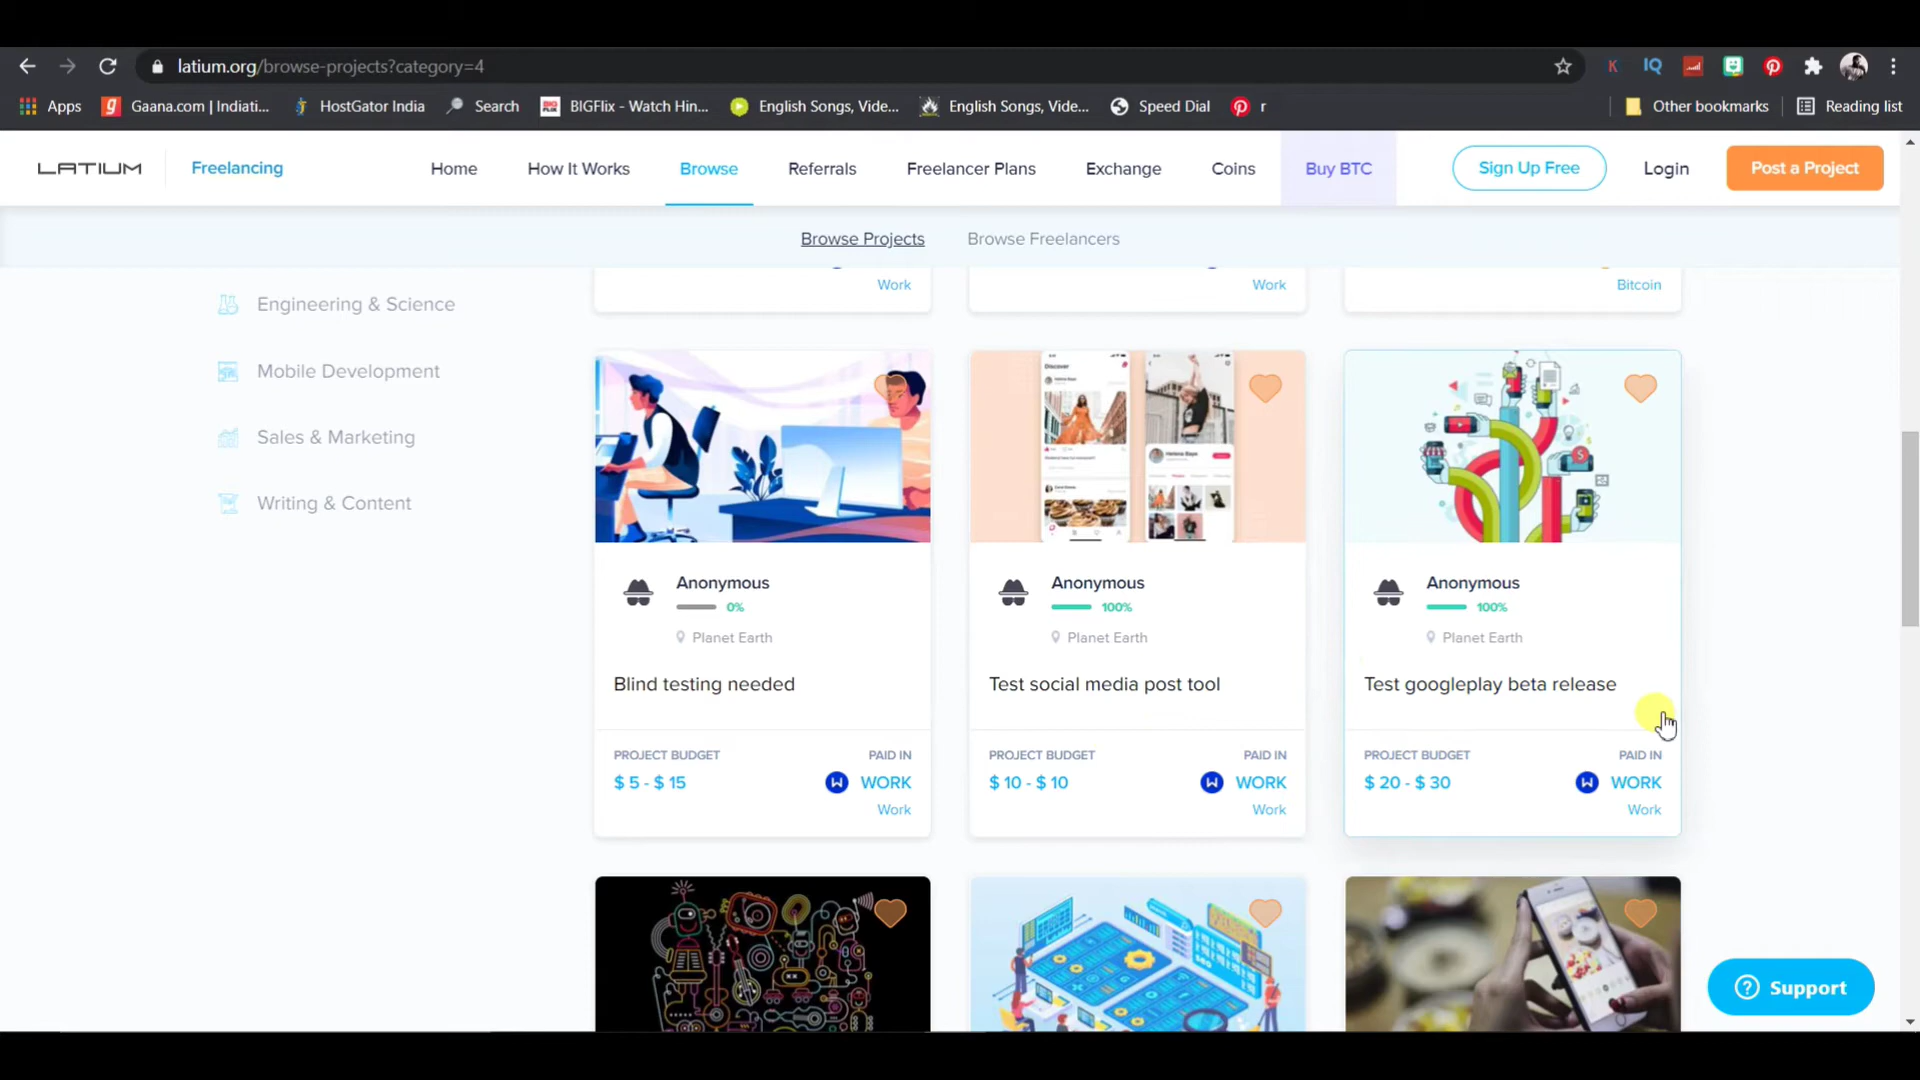 latium.org/browse-projects?category=4
Apps
Gaana.com | Indiati...
HostGator India
Search
BIGFlix - Watch Hin...
English Songs, Vide...
English Songs, Vide...
Speed Dial
r
Other bookmarks
Reading list
LATIUM
Freelancing
Home
How It Works
Browse
Referrals
Freelancer Plans
Exchange
Coins
Buy BTC
Sign Up Free
Login
Post a Project
Browse Projects
Browse Freelancers
Engineering & Science
Mobile Development
Sales & Marketing
Writing & Content
Work
Work
Bitcoin
Anonymous
0%
Planet Earth
Blind testing needed
PROJECT BUDGET
PAID IN
$ 5 - $ 15
WORK
Work
Discover
Anonymous
100%
Planet Earth
Test social media post tool
PROJECT BUDGET
PAID IN
$ 10 - $ 10
WORK
Work
Anonymous
100%
Planet Earth
Test googleplay beta release
PROJECT BUDGET
PAID IN
$ 20 - $ 30
WORK
Work
Support